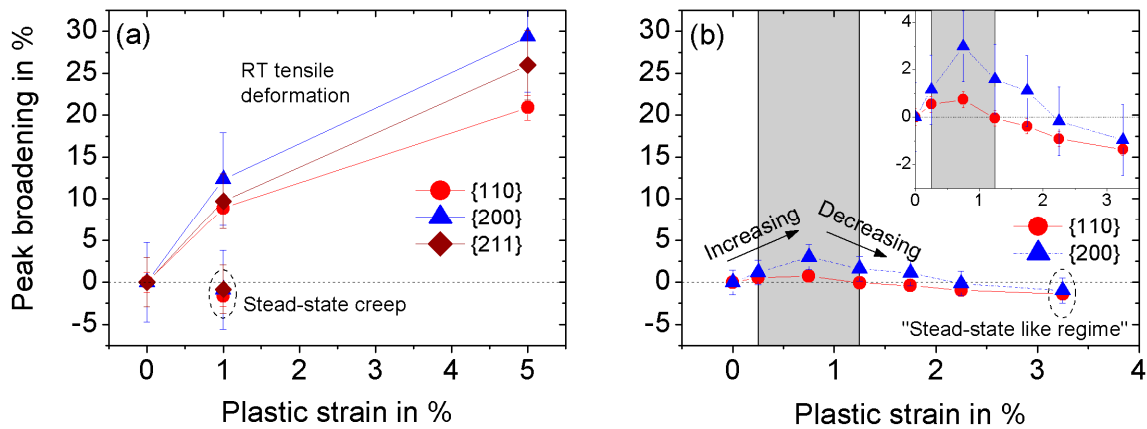 (a)
RT tensile
deformation
{110}
{200}
{211}
Stead-state creep
Peak broadening in %
30
25
20
15
10
5
0
-5
0 1 2 3 4 5
Plastic strain in %
(b)
Increasing
Decreasing
{110}
{200}
"Stead-state like regime"
30
25
20
15
10
5
0
-5
0 1 2 3 4
Plastic strain in %
4
2
0
-2
0 1 2 3